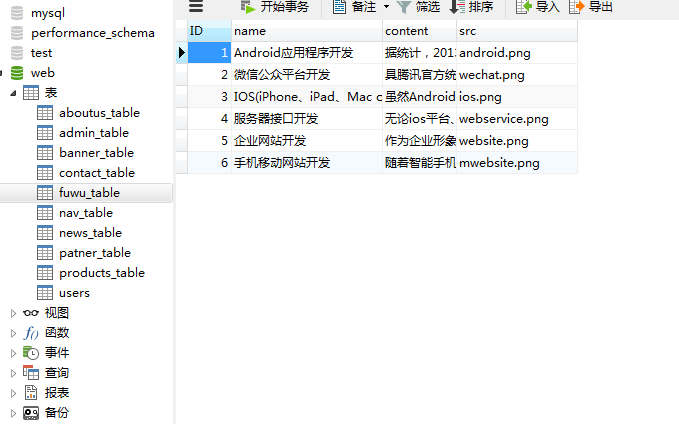 mysql
performance_schema
test
web
表
aboutus_table
admin_table
banner_table
contact_table
fuwu_table
nav_table
news_table
patner_table
products_table
users
视图
函数
事件
查询
报表
备份
开始事务 备注 筛选 排序 导入 导出
ID name content src
1 Android应用程序开发 据统计，2013 android.png
2 微信公众平台开发 具腾讯官方统 wechat.png
3 IOS(iPhone、iPad、Mac 虽然Android ios.png
4 服务器接口开发 无论ios平台、 webservice.png
5 企业网站开发 作为企业形象 website.png
6 手机移动网站开发 随着智能手机 mwebsite.png